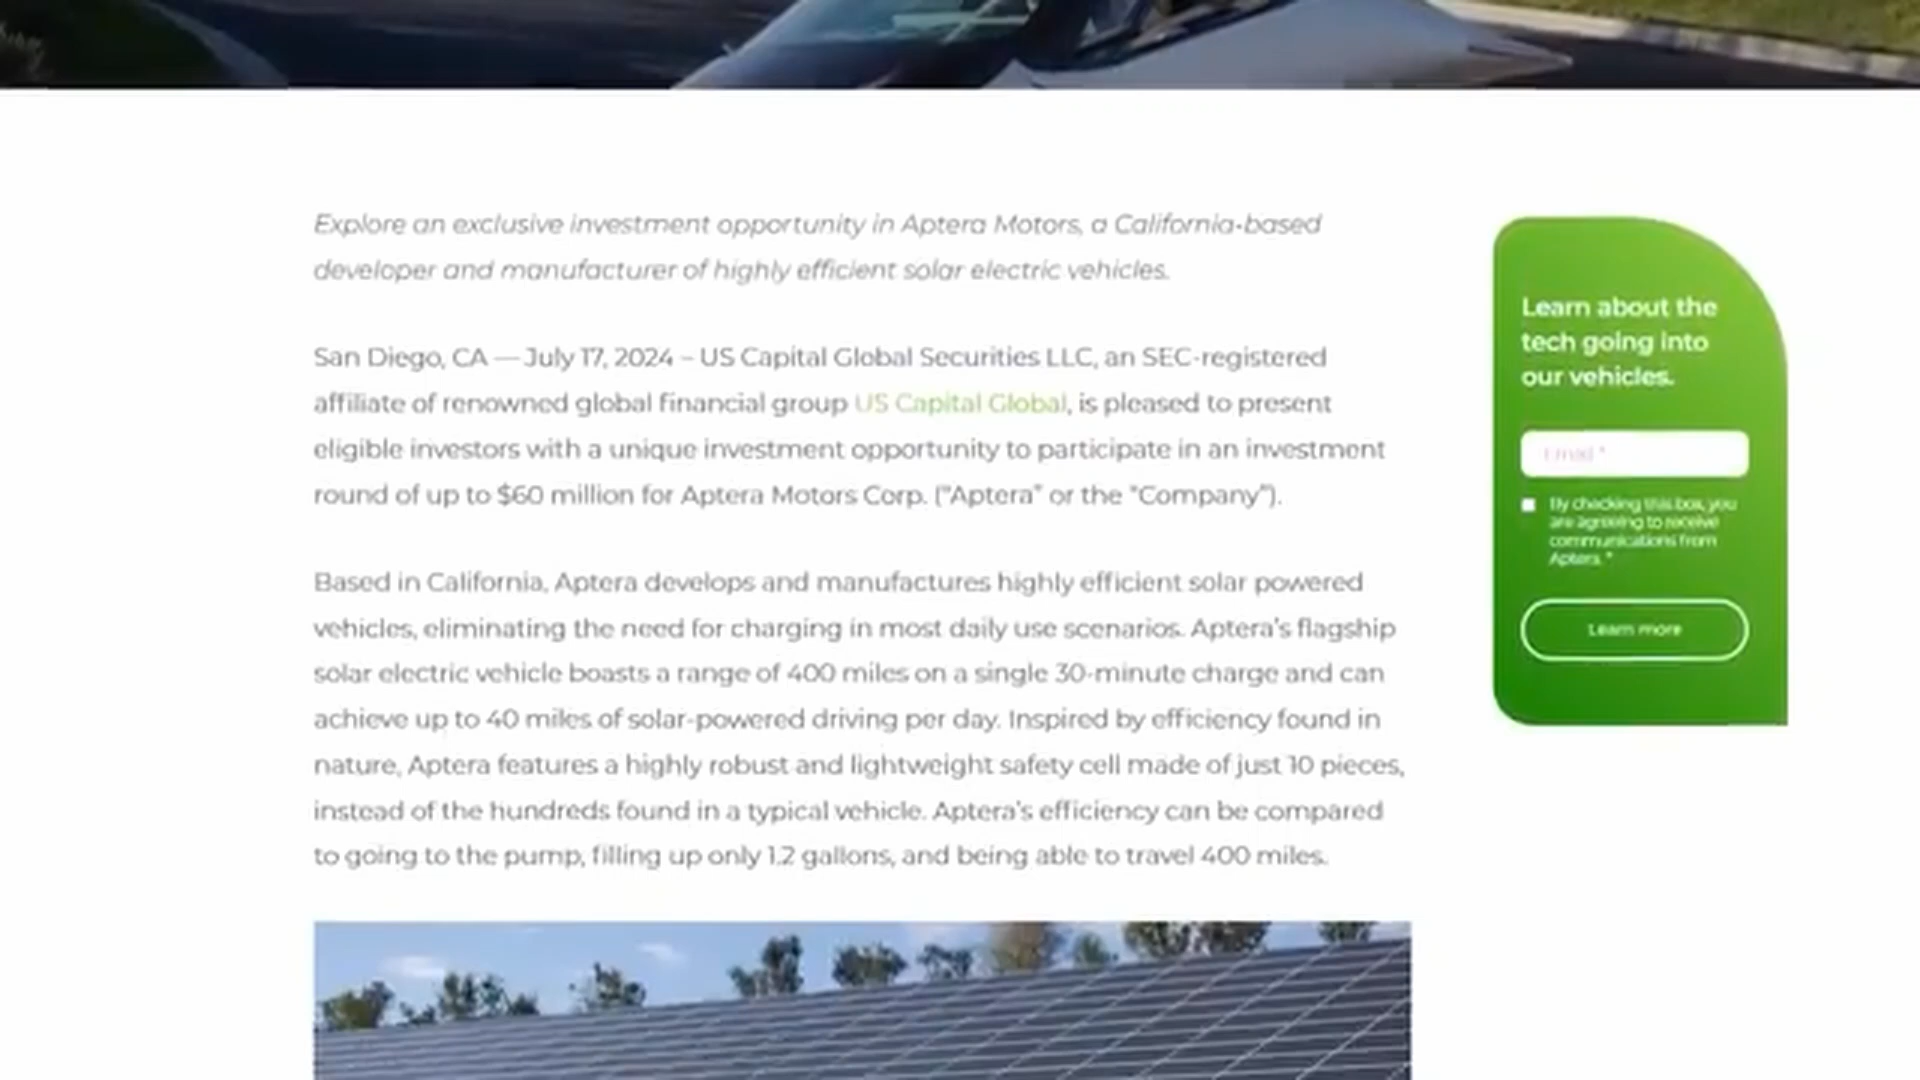 Explore an exclusive investment opportunity in Aptera Motors, a California-based
developer and manufacturer of highly efficient solar electric vehicles.
San Diego, CA — July 17, 2024 – US Capital Global Securities LLC, an SEC-registered
affiliate of renowned global financial group US Capital Global, is pleased to present
eligible investors with a unique investment opportunity to participate in an investment
round of up to $60 million for Aptera Motors Corp. ("Aptera" or the "Company").
Based in California, Aptera develops and manufactures highly efficient solar powered
vehicles, eliminating the need for charging in most daily use scenarios. Aptera's flagship
solar electric vehicle boasts a range of 400 miles on a single 30-minute charge and can
achieve up to 40 miles of solar-powered driving per day. Inspired by efficiency found in
nature, Aptera features a highly robust and lightweight safety cell made of just 10 pieces,
instead of the hundreds found in a typical vehicle. Aptera's efficiency can be compared
to going to the pump, filling up only 1.2 gallons, and being able to travel 400 miles.
Learn about the
tech going into
our vehicles.
Email *
By checking this box, you
are agreeing to receive
communications from
Aptera. *
Learn more